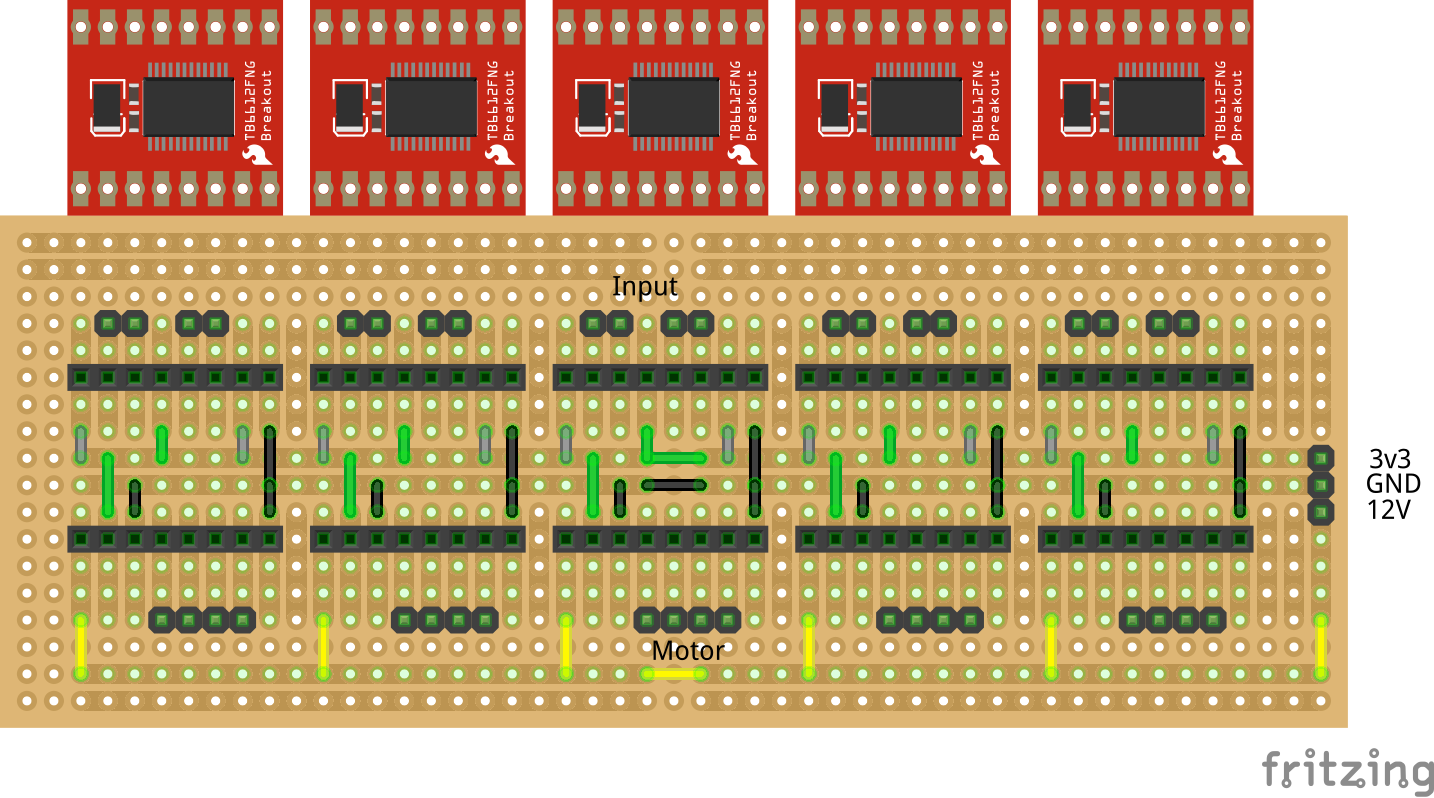 TB6612FNG
Breakout
TB6612FNG
Breakout
TB6612FNG
Breakout
TB6612FNG
Breakout
TB6612FNG
Breakout
Input
3v3
GND
12V
Motor
fritzing